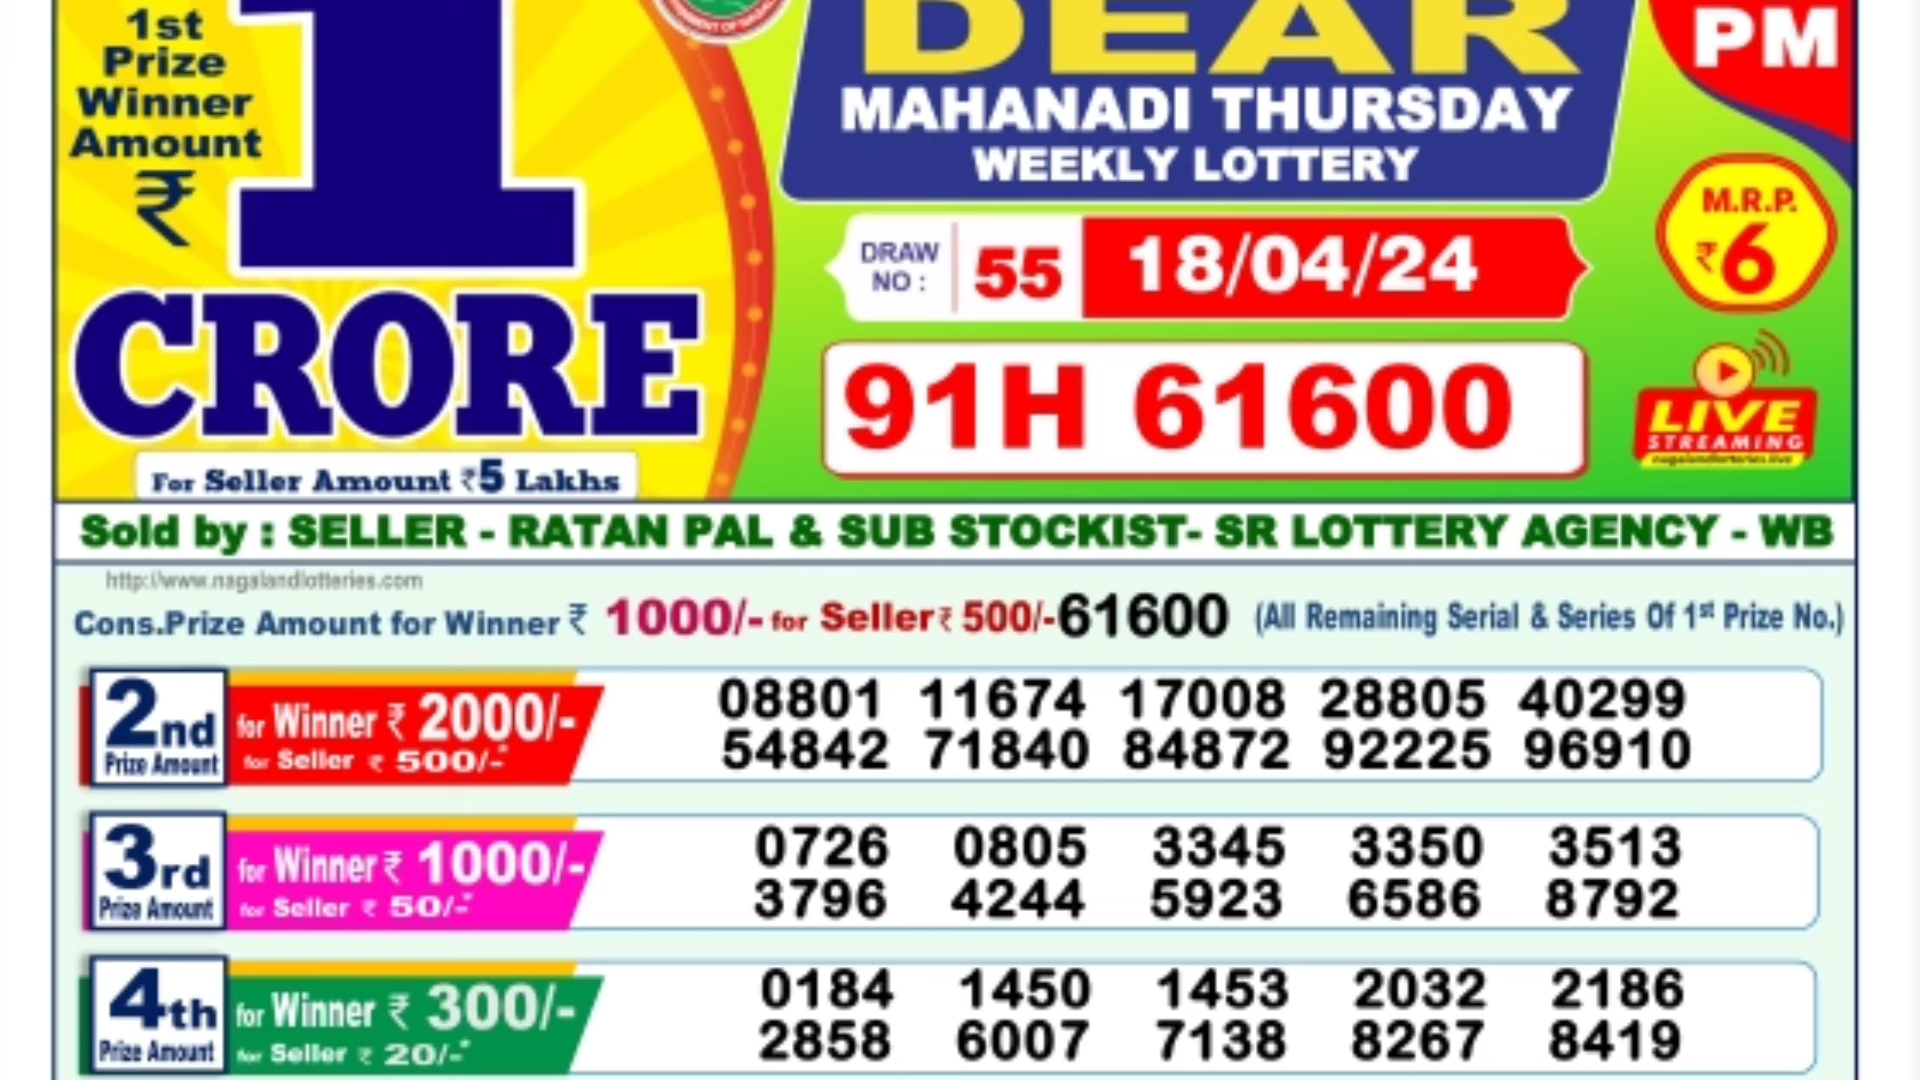 1st
Prize
Winner
Amount
₹
1
CRORE
For Seller Amount ₹5 Lakhs
DEAR
MAHANADI THURSDAY
WEEKLY LOTTERY
PM
DRAW
NO :
55
18/04/24
M.R.P.
₹6
91H 61600
LIVE
STREAMING
nagalandlotteries.live
Sold by : SELLER - RATAN PAL & SUB STOCKIST- SR LOTTERY AGENCY - WB
http://www.nagalandlotteries.com
Cons.Prize Amount for Winner ₹ 1000/- for Seller ₹ 500/- 61600 (All Remaining Serial & Series Of 1st Prize No.)
2nd
Prize Amount
for Winner ₹ 2000/-
for Seller ₹ 500/-*
08801 11674 17008 28805 40299
54842 71840 84872 92225 96910
3rd
Prize Amount
for Winner ₹ 1000/-
for Seller ₹ 50/-*
0726 0805 3345 3350 3513
3796 4244 5923 6586 8792
4th
Prize Amount
for Winner ₹ 300/-
for Seller ₹ 20/-*
0184 1450 1453 2032 2186
2858 6007 7138 8267 8419